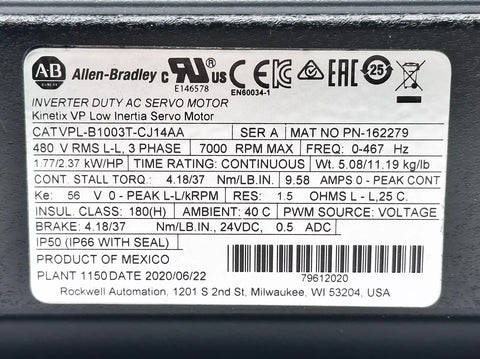 AB Allen-Bradley c UL us CE EAC 25
E146578 EN60034-1
INVERTER DUTY AC SERVO MOTOR
Kinetix VP Low Inertia Servo Motor
CATVPL-B1003T-CJ14AA SER A MAT NO PN-162279
480 V RMS L-L, 3 PHASE 7000 RPM MAX FREQ: 0-467 Hz
1.77/2.37 kW/HP TIME RATING: CONTINUOUS Wt. 5.08/11.19 kg/lb
CONT STALL TORQ: 4.18/37 Nm/LB.IN. 9.58 AMPS 0 - PEAK CONT
Ke: 56 V 0 - PEAK L-L/kRPM RES: 1.5 OHMS L - L,25 C.
INSUL. CLASS: 180(H) AMBIENT: 40 C PWM SOURCE: VOLTAGE
BRAKE: 4.18/37 Nm/LB.IN., 24VDC, 0.5 ADC
IP50 (IP66 WITH SEAL)
PRODUCT OF MEXICO
PLANT 1150 DATE 2020/06/22 79612020
Rockwell Automation, 1201 S 2nd St, Milwaukee, WI 53204, USA